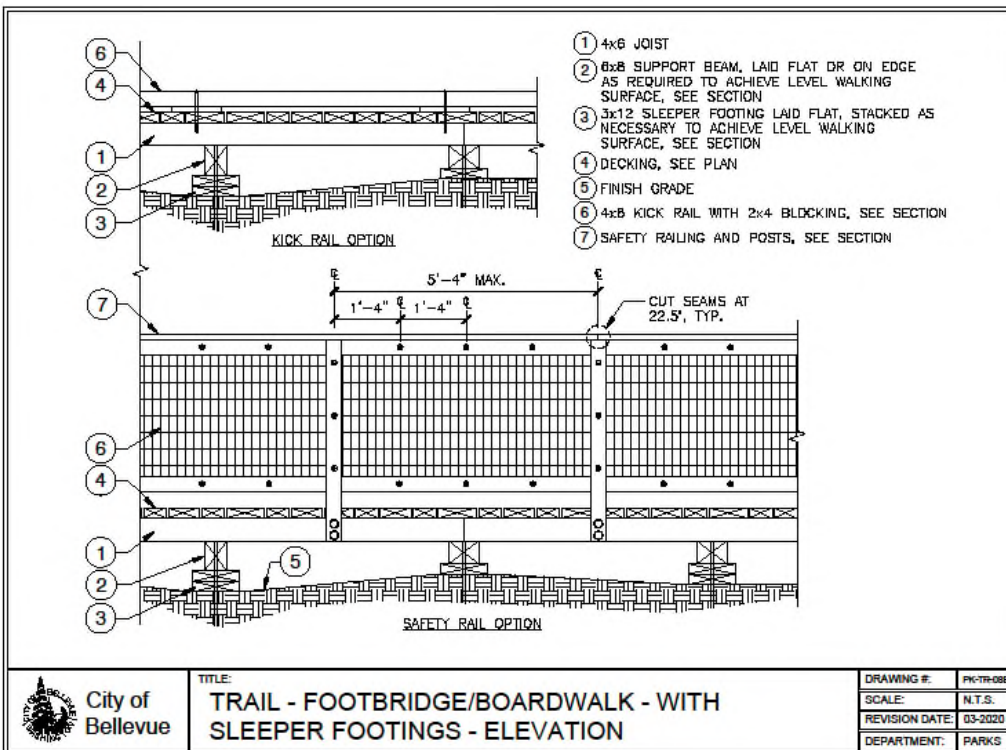 1 4x6 JOIST
2 6x8 SUPPORT BEAM, LAID FLAT OR ON EDGE
AS REQUIRED TO ACHIEVE LEVEL WALKING
SURFACE, SEE SECTION
3 3x12 SLEEPER FOOTING LAID FLAT, STACKED AS
NECESSARY TO ACHIEVE LEVEL WALKING
SURFACE, SEE SECTION
4 DECKING, SEE PLAN
5 FINISH GRADE
6 4x6 KICK RAIL WITH 2x4 BLOCKING, SEE SECTION
7 SAFETY RAILING AND POSTS, SEE SECTION
6
4
1
2
3
KICK RAIL OPTION
5'-4" MAX.
1'-4" 1'-4"
CUT SEAMS AT
22.5°, TYP.
7
6
4
1
2
5
3
SAFETY RAIL OPTION
City of
Bellevue
TITLE:
TRAIL - FOOTBRIDGE/BOARDWALK - WITH
SLEEPER FOOTINGS - ELEVATION
DRAWING #:
SCALE: N.T.S.
REVISION DATE: 03-2020
DEPARTMENT: PARKS